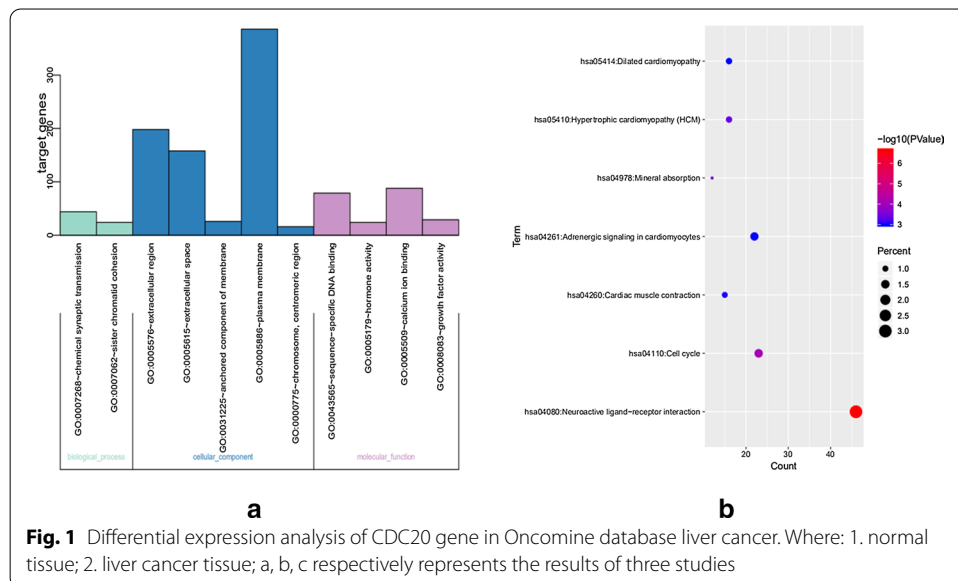 target genes
300
200
100
0
GO:0007268~chemical synaptic transmission
GO:0007062~sister chromatid cohesion
GO:0005576~extracellular region
GO:0005615~extracellular space
GO:0031225~anchored component of membrane
GO:0005886~plasma membrane
GO:0000775~chromosome, centromeric region
GO:0043565~sequence-specific DNA binding
GO:0005179~hormone activity
GO:0005509~calcium ion binding
GO:0008083~growth factor activity
biological_process
cellular_component
molecular_function
a
Term
hsa05414:Dilated cardiomyopathy
hsa05410:Hypertrophic cardiomyopathy (HCM)
hsa04978:Mineral absorption
hsa04261:Adrenergic signaling in cardiomyocytes
hsa04260:Cardiac muscle contraction
hsa04110:Cell cycle
hsa04080:Neuroactive ligand-receptor interaction
20 30 40
Count
-log10(PValue)
6
5
4
3
Percent
1.0
1.5
2.0
2.5
3.0
b
Fig. 1 Differential expression analysis of CDC20 gene in Oncomine database liver cancer. Where: 1. normal
tissue; 2. liver cancer tissue; a, b, c respectively represents the results of three studies